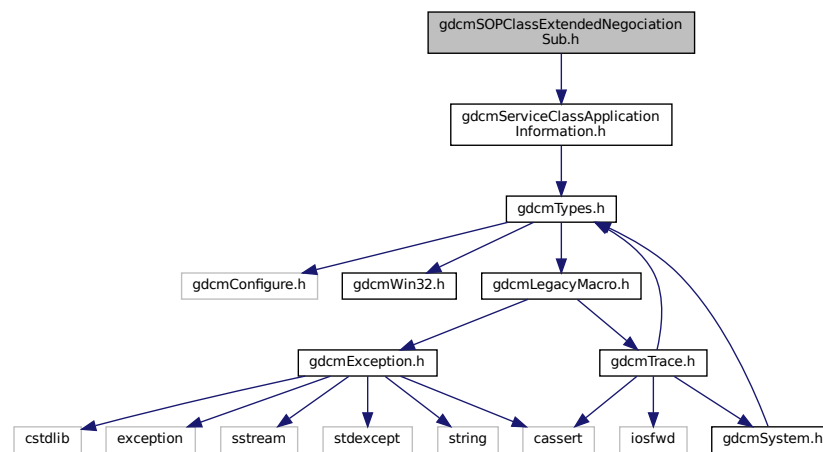 gdcmSOPClassExtendedNegociation
Sub.h
gdcmServiceClassApplication
Information.h
gdcmTypes.h
gdcmConfigure.h
gdcmWin32.h
gdcmLegacyMacro.h
gdcmException.h
gdcmTrace.h
cstdlib
exception
sstream
stdexcept
string
cassert
iosfwd
gdcmSystem.h